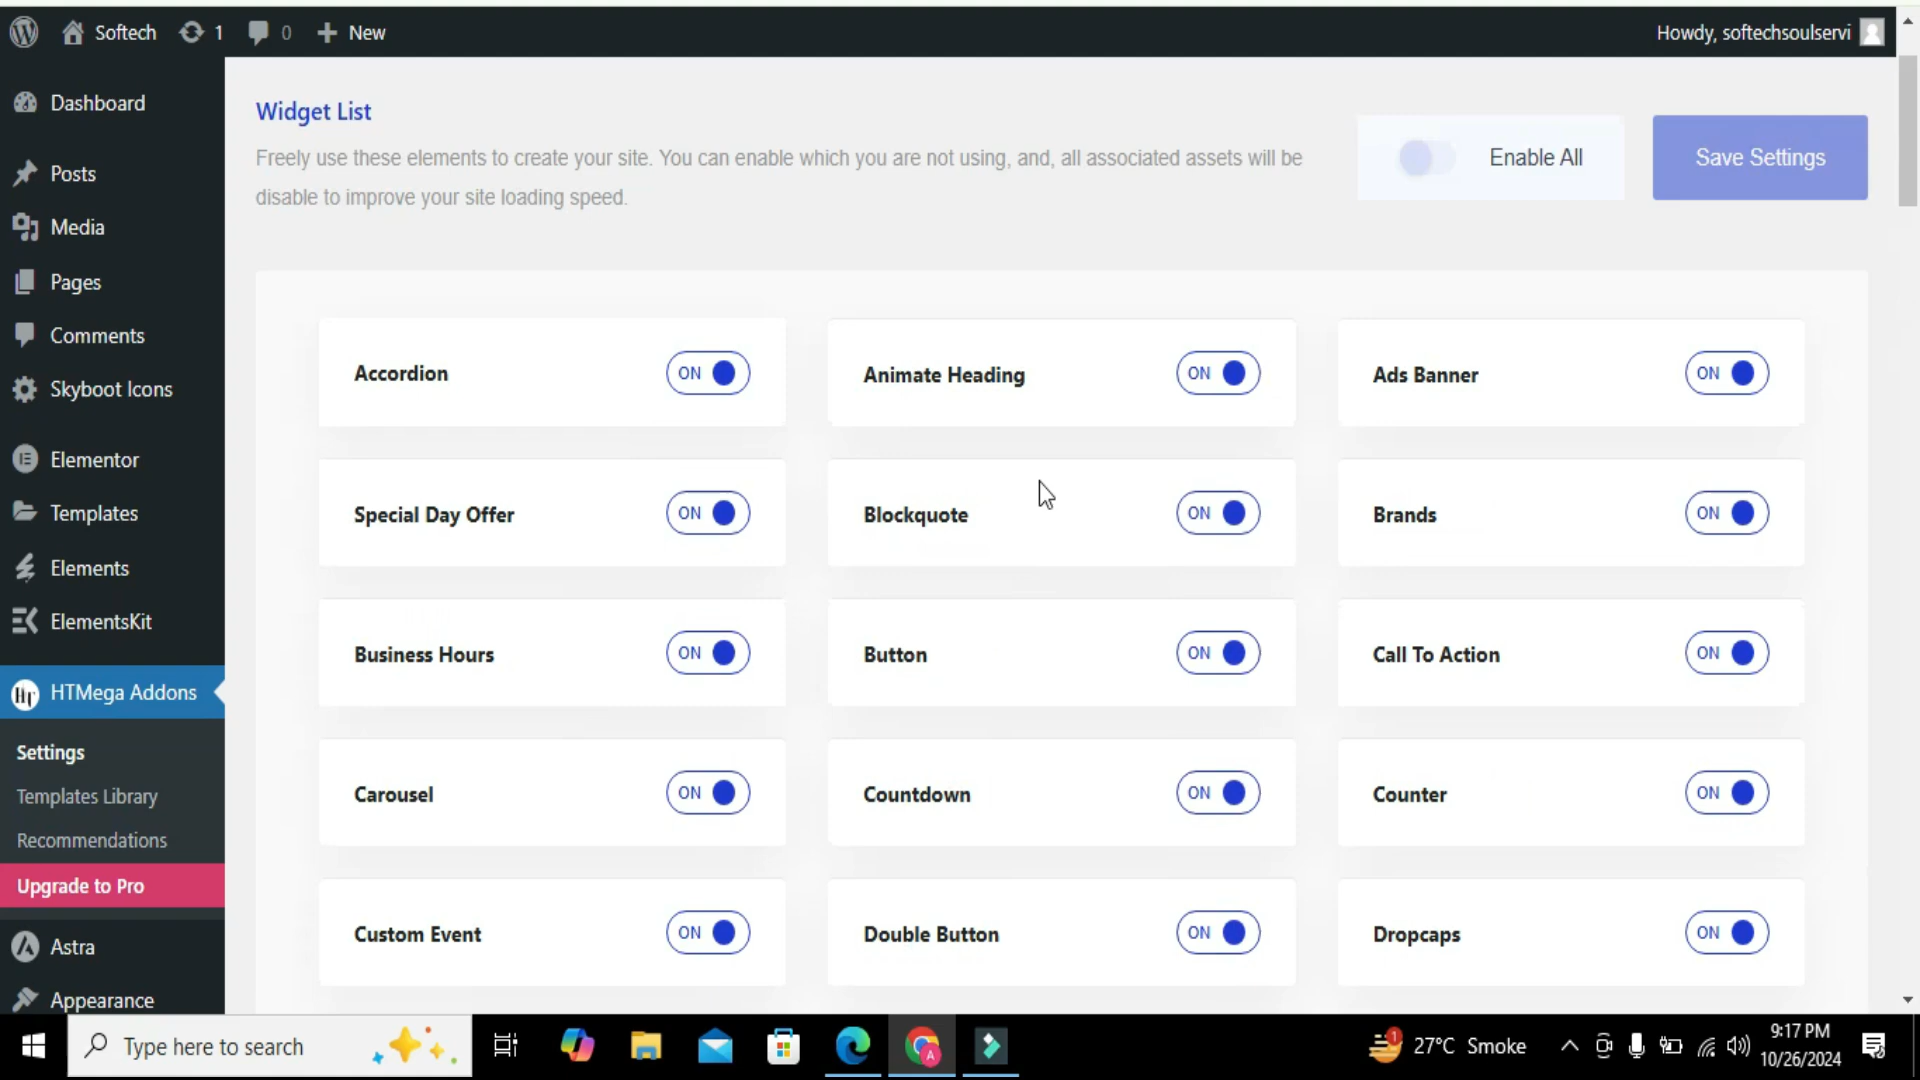 Softech
1
0
New
Howdy, softechsoulservi
Dashboard
Posts
Media
Pages
Comments
Skyboot Icons
Elementor
Templates
Elements
ElementsKit
HTMega Addons
Settings
Templates Library
Recommendations
Upgrade to Pro
Astra
Appearance
Widget List
Freely use these elements to create your site. You can enable which you are not using, and, all associated assets will be
disable to improve your site loading speed.
Enable All
Save Settings
Accordion ON
Animate Heading ON
Ads Banner ON
Special Day Offer ON
Blockquote ON
Brands ON
Business Hours ON
Button ON
Call To Action ON
Carousel ON
Countdown ON
Counter ON
Custom Event ON
Double Button ON
Dropcaps ON
Type here to search
A
1
27°C Smoke
9:17 PM
10/26/2024